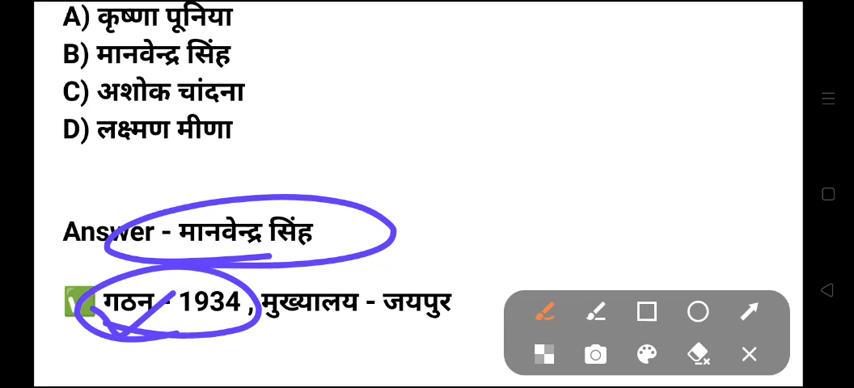 A) कृष्णा पूनिया
B) मानवेन्द्र सिंह
C) अशोक चांदना
D) लक्ष्मण मीणा
Answer - मानवेन्द्र सिंह
✅ गठन - 1934 , मुख्यालय - जयपुर